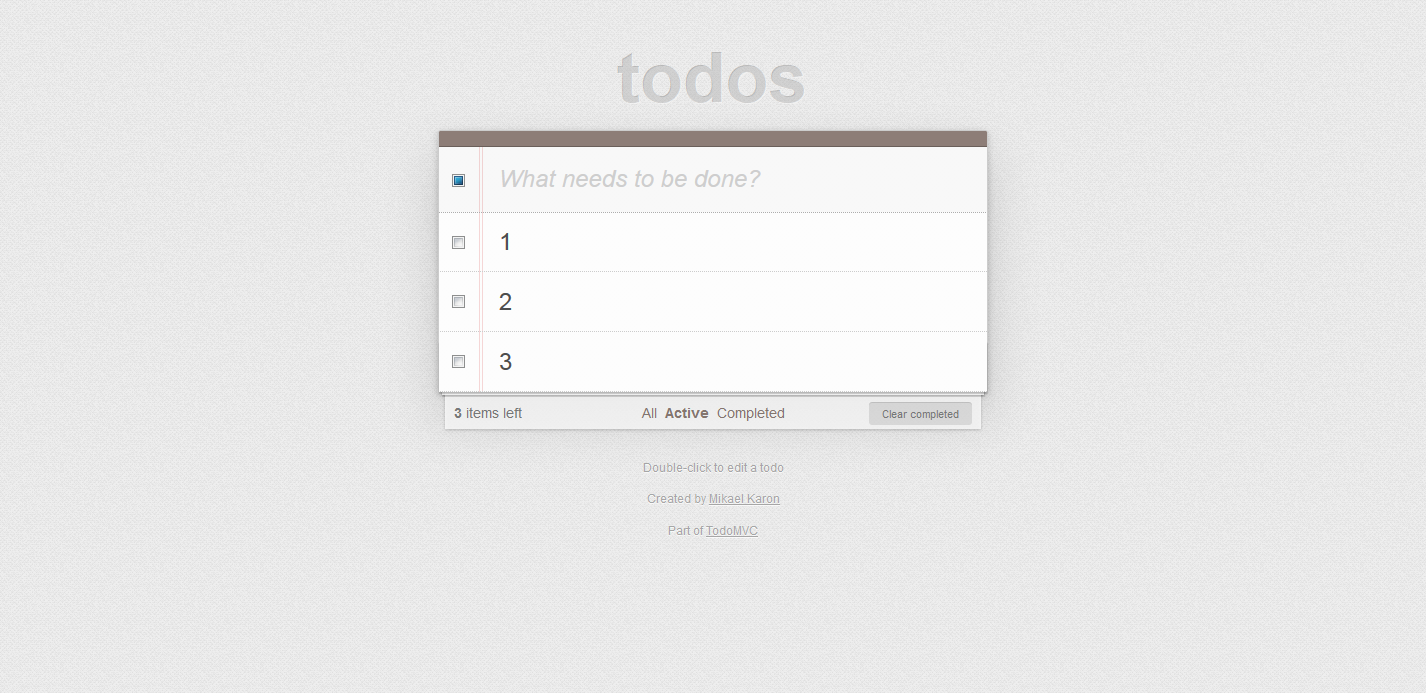 todos
What needs to be done?
1
2
3
3 items left All Active Completed Clear completed
Double-click to edit a todo
Created by Mikael Karon
Part of TodoMVC